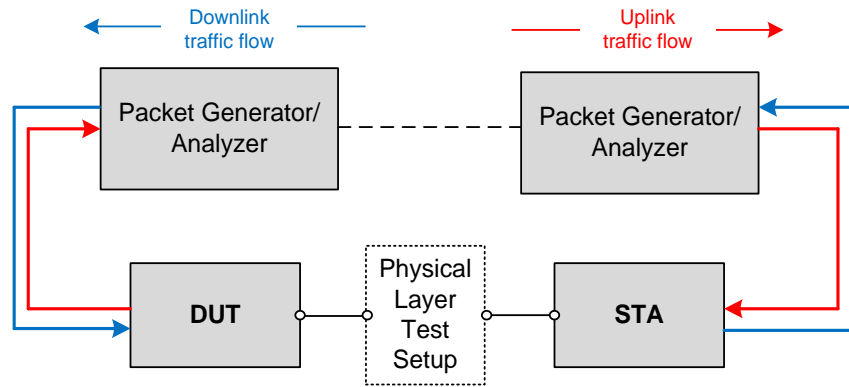 Downlink
traffic flow
Uplink
traffic flow
Packet Generator/
Analyzer
Packet Generator/
Analyzer
DUT
Physical
Layer
Test
Setup
STA